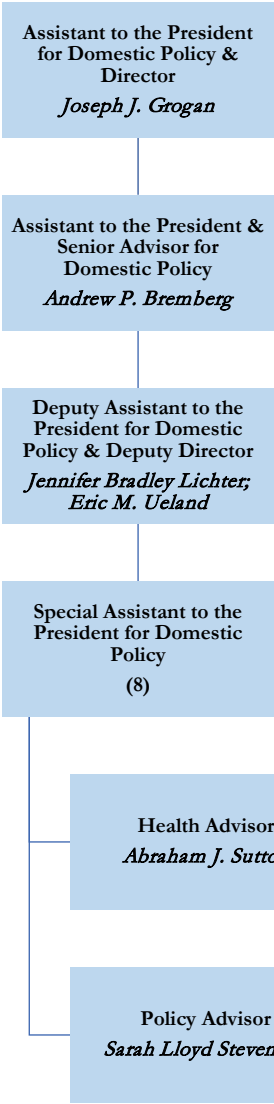 Assistant to the President
for Domestic Policy &
Director
Joseph J. Grogan
Assistant to the President &
Senior Advisor for
Domestic Policy
Andrew P. Bremberg
Deputy Assistant to the
President for Domestic
Policy & Deputy Director
Jennifer Bradley Lichter;
Eric M. Ueland
Special Assistant to the
President for Domestic
Policy
(8)
Health Advisor
Abraham J.
Policy Advisor
Sarah Lloyd